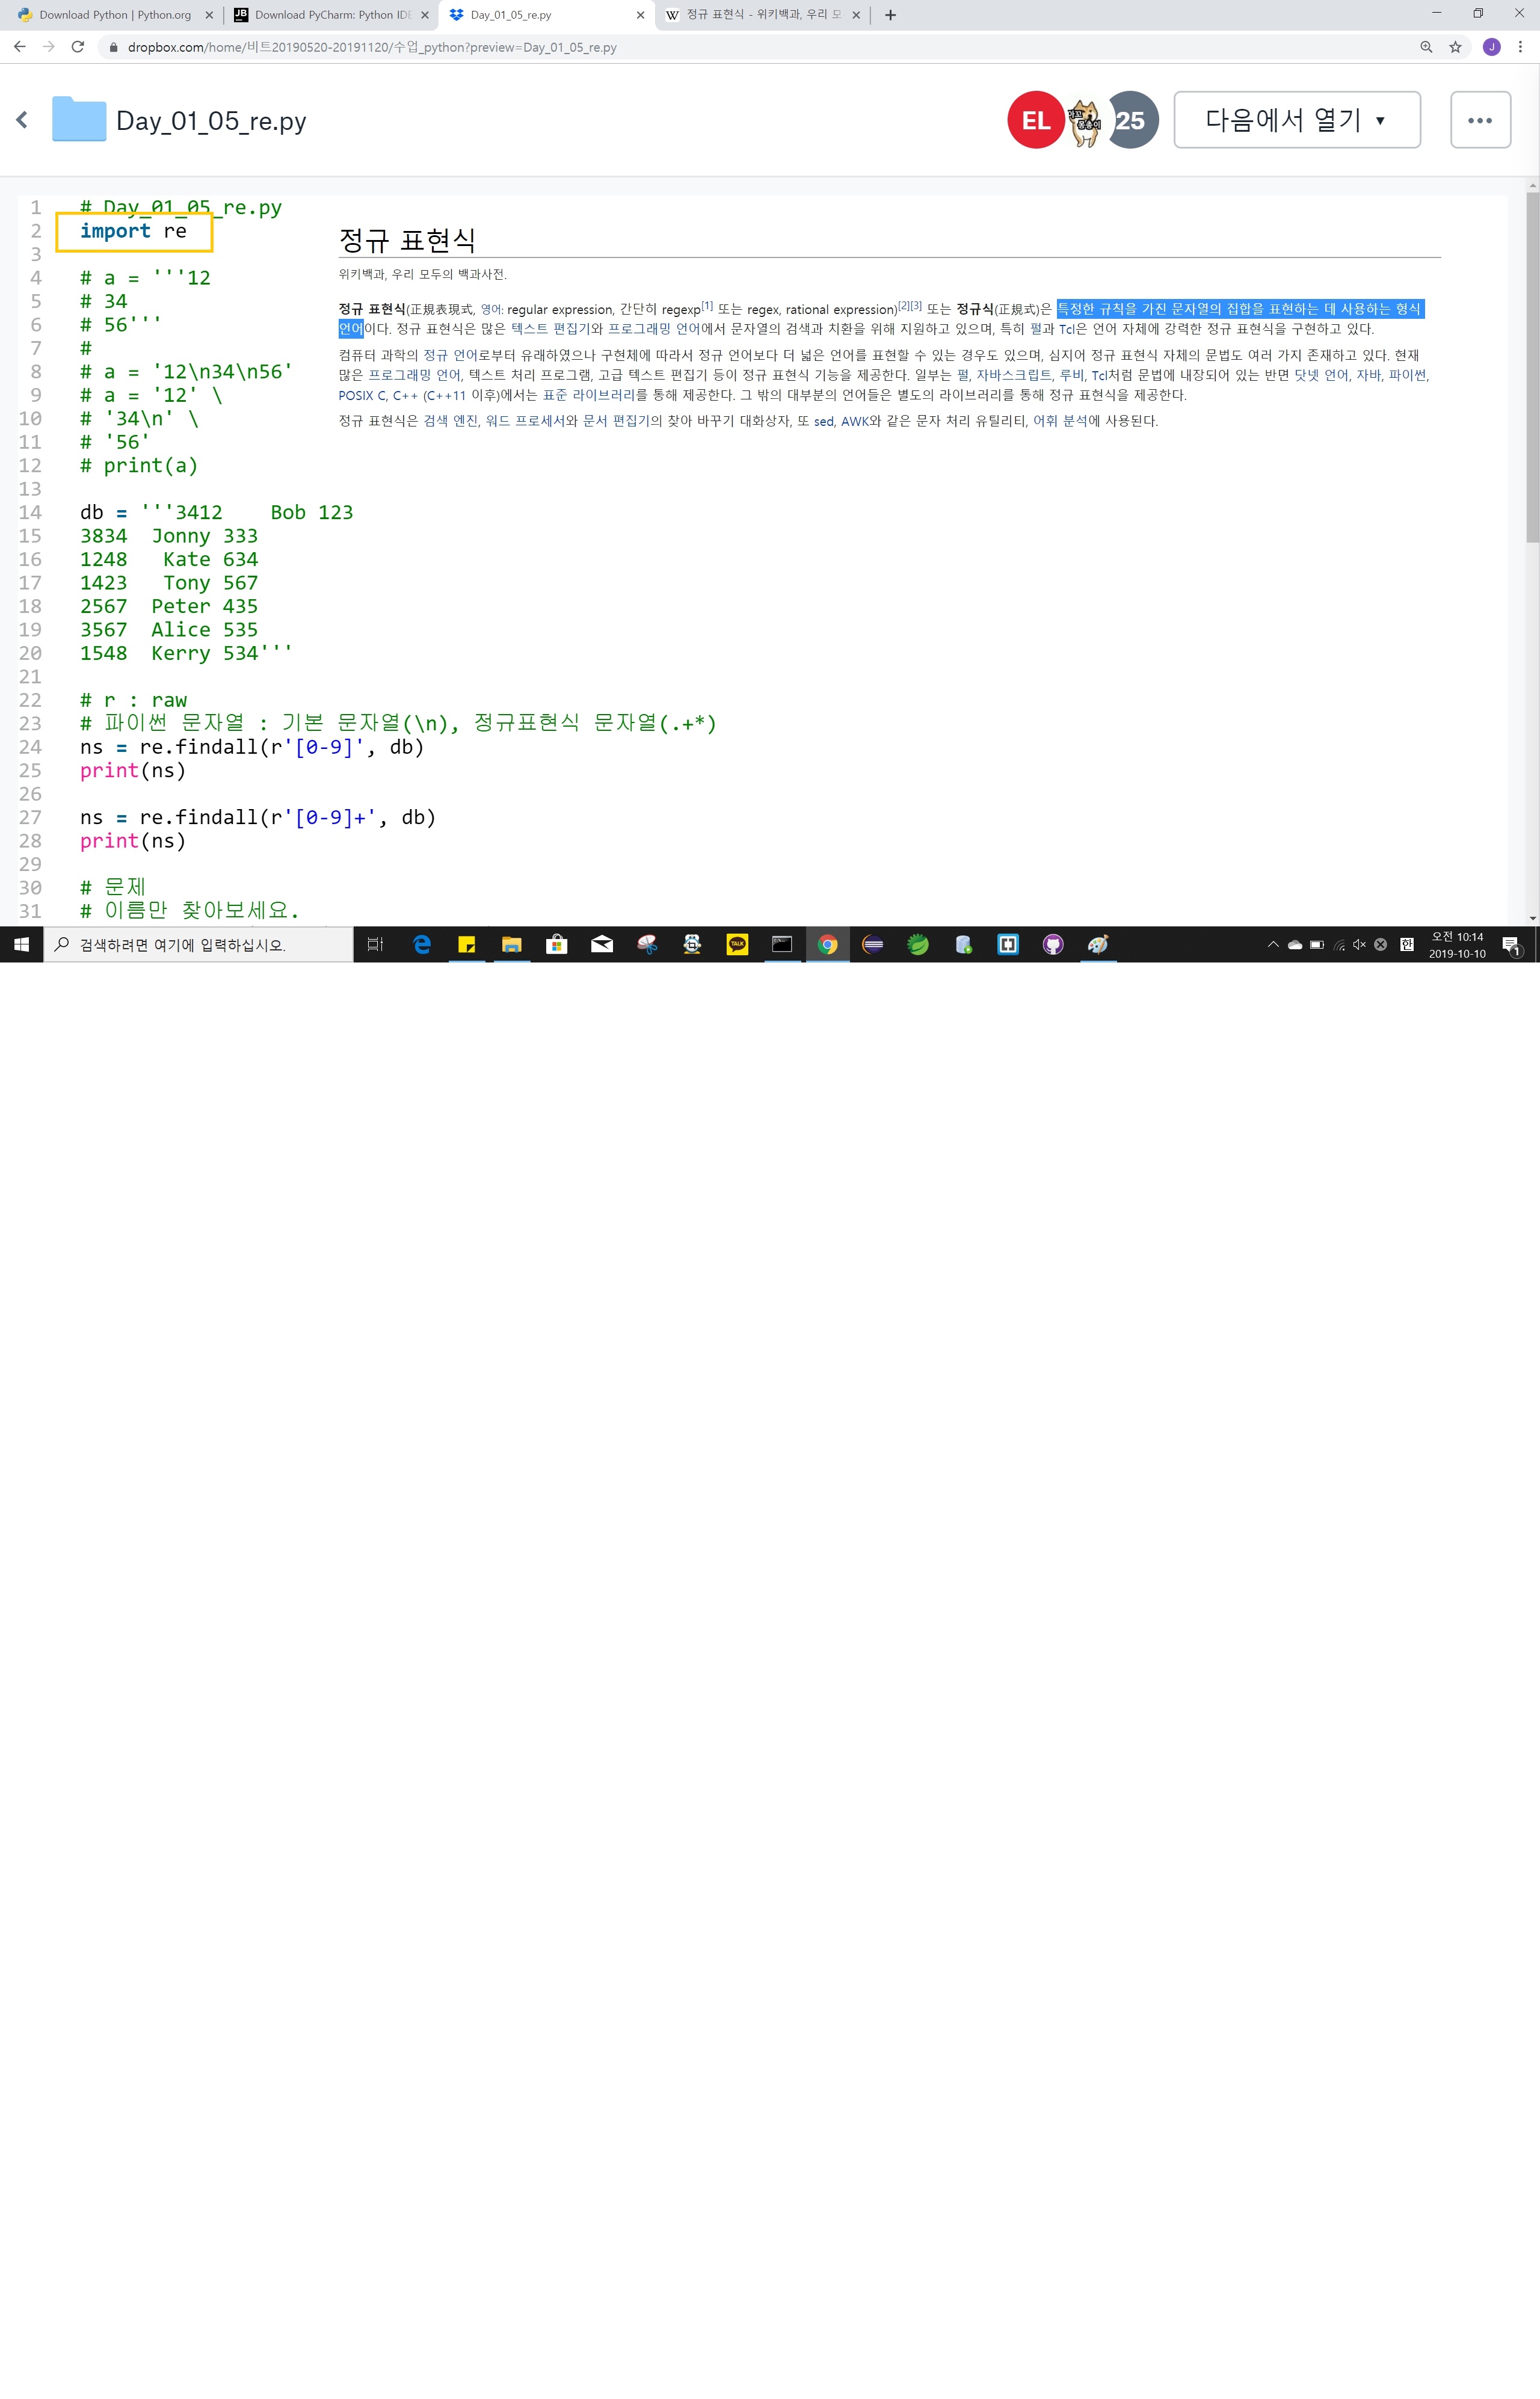 Download Python | Python.org
Download PyCharm: Python IDE
Day_01_05_re.py
정규 표현식 - 위키백과, 우리 모
dropbox.com/home/비트20190520-20191120/수업_python?preview=Day_01_05_re.py
J
Day_01_05_re.py
EL
25
다음에서 열기
1 # Day_01_05_re.py
2 import re
3
4 # a = '''12
5 # 34
6 # 56'''
7 #
8 # a = '12\n34\n56'
9 # a = '12' \
10 # '34\n' \
11 # '56'
12 # print(a)
13
14 db = '''3412    Bob 123
15 3834  Jonny 333
16 1248   Kate 634
17 1423   Tony 567
18 2567  Peter 435
19 3567  Alice 535
20 1548  Kerry 534'''
21
22 # r : raw
23 # 파이썬 문자열 : 기본 문자열(\n), 정규표현식 문자열(.+*)
24 ns = re.findall(r'[0-9]', db)
25 print(ns)
26
27 ns = re.findall(r'[0-9]+', db)
28 print(ns)
29
30 # 문제
31 # 이름만 찾아보세요.
정규 표현식
위키백과, 우리 모두의 백과사전.
정규 표현식(正規表現式, 영어: regular expression, 간단히 regexp[1] 또는 regex, rational expression)[2][3] 또는 정규식(正規式)은 특정한 규칙을 가진 문자열의 집합을 표현하는 데 사용하는 형식
언어이다. 정규 표현식은 많은 텍스트 편집기와 프로그래밍 언어에서 문자열의 검색과 치환을 위해 지원하고 있으며, 특히 펄과 Tcl은 언어 자체에 강력한 정규 표현식을 구현하고 있다.
컴퓨터 과학의 정규 언어로부터 유래하였으나 구현체에 따라서 정규 언어보다 더 넓은 언어를 표현할 수 있는 경우도 있으며, 심지어 정규 표현식 자체의 문법도 여러 가지 존재하고 있다. 현재
많은 프로그래밍 언어, 텍스트 처리 프로그램, 고급 텍스트 편집기 등이 정규 표현식 기능을 제공한다. 일부는 펄, 자바스크립트, 루비, Tcl처럼 문법에 내장되어 있는 반면 닷넷 언어, 자바, 파이썬,
POSIX C, C++ (C++11 이후)에서는 표준 라이브러리를 통해 제공한다. 그 밖의 대부분의 언어들은 별도의 라이브러리를 통해 정규 표현식을 제공한다.
정규 표현식은 검색 엔진, 워드 프로세서와 문서 편집기의 찾아 바꾸기 대화상자, 또 sed, AWK와 같은 문자 처리 유틸리티, 어휘 분석에 사용된다.
검색하려면 여기에 입력하십시오.
TALK
한
오전 10:14
2019-10-10
1